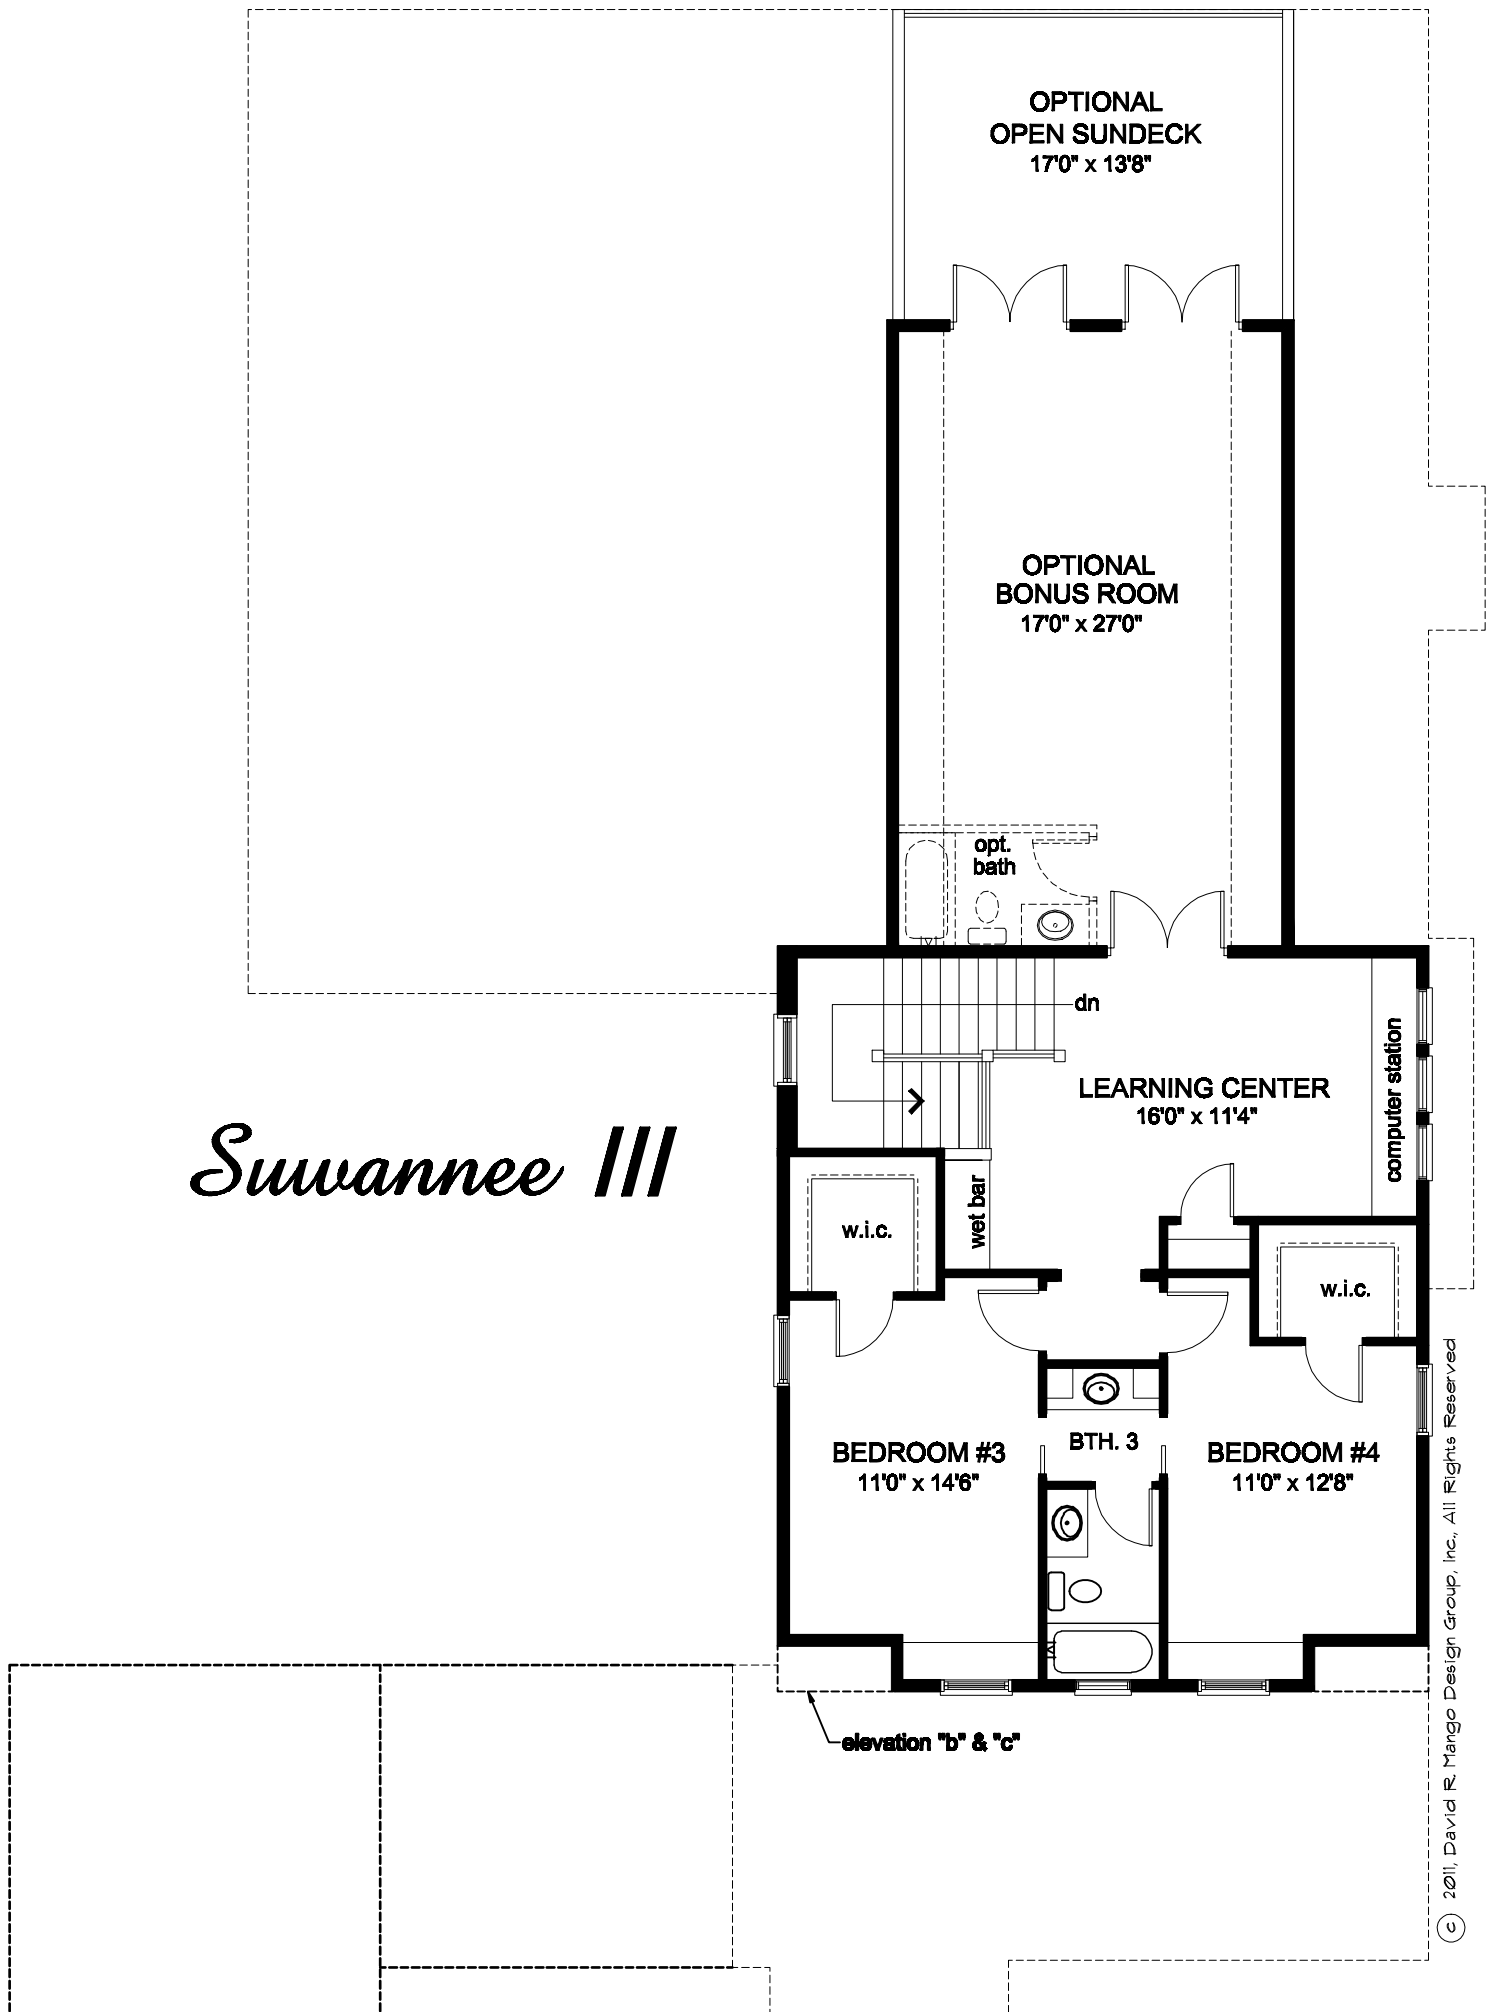 OPTIONAL
OPEN SUNDECK
17'0" x 13'8"
OPTIONAL
BONUS ROOM
17'0" x 27'0"
opt.
bath
dn
LEARNING CENTER
16'0" x 11'4"
computer station
Suwannee III
w.i.c.
wet bar
w.i.c.
BEDROOM #3
11'0" x 14'6"
BTH. 3
BEDROOM #4
11'0" x 12'8"
elevation "b" & "c"
© 2011, David R. Mango Design Group, Inc., All Rights Reserved